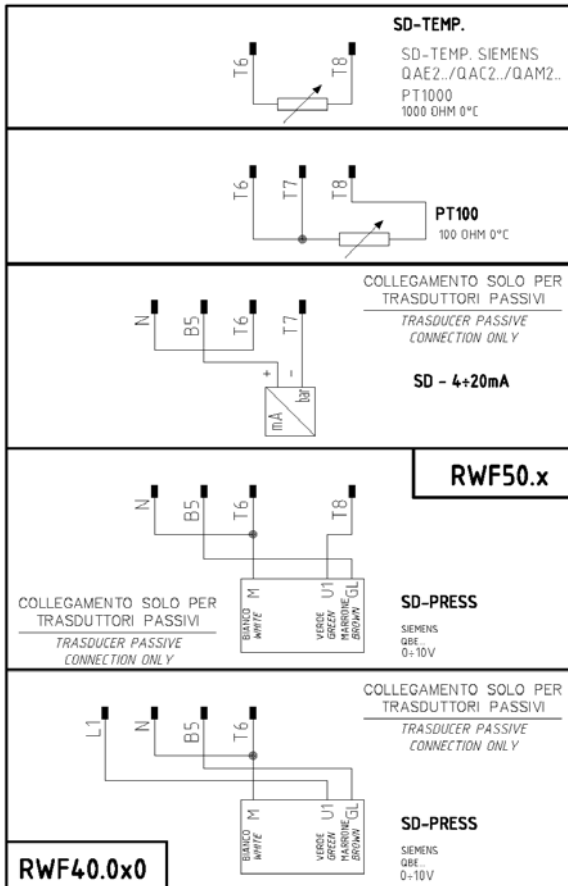 SD-TEMP.
SD-TEMP. SIEMENS
QAE2../QAC2../QAM2..
PT1000
1000 OHM 0°C
T6 T8
T6 T7 T8
PT100
100 OHM 0°C
COLLEGAMENTO SOLO PER
TRASDUTTORI PASSIVI
TRASDUCER PASSIVE
CONNECTION ONLY
N B5 T6 T7
+ -
mA bar
SD - 4÷20mA
RWF50.x
N B5 T6 T8
M U1 GL
BIANCO
WHITE
VERDE
GREEN
MARRONE
BROWN
COLLEGAMENTO SOLO PER
TRASDUTTORI PASSIVI
TRASDUCER PASSIVE
CONNECTION ONLY
SD-PRESS
SIEMENS
QBE...
0÷10V
COLLEGAMENTO SOLO PER
TRASDUTTORI PASSIVI
TRASDUCER PASSIVE
CONNECTION ONLY
L1 N B5 T6
M U1 GL
BIANCO
WHITE
VERDE
GREEN
MARRONE
BROWN
SD-PRESS
SIEMENS
QBE...
0÷10V
RWF40.0x0